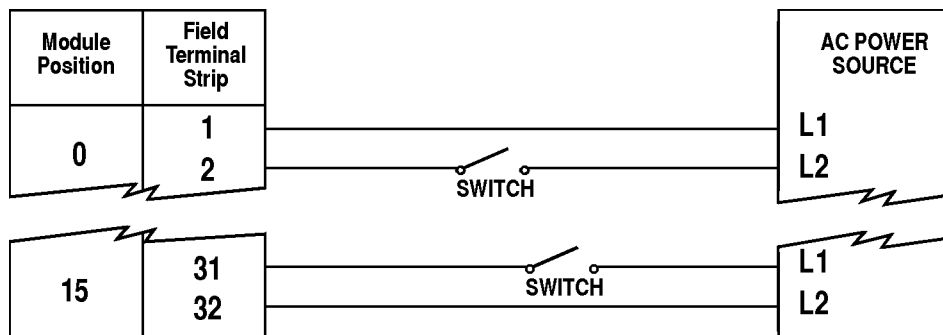 Module
Position
Field
Terminal
Strip
AC POWER
SOURCE
0
1
L1
2
SWITCH
L2
15
31
SWITCH
L1
32
L2